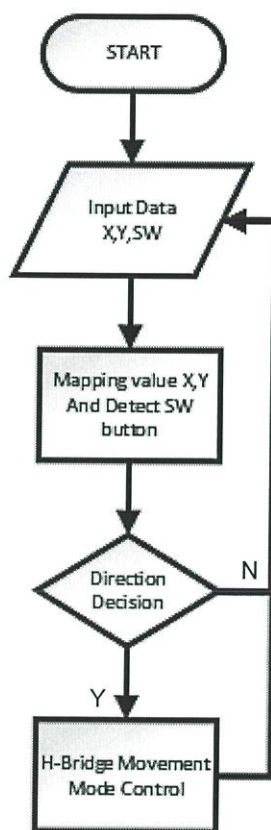 START
Input Data
X,Y,SW
Mapping value X,Y
And Detect SW
button
Direction
Decision
N
Y
H-Bridge Movement
Mode Control